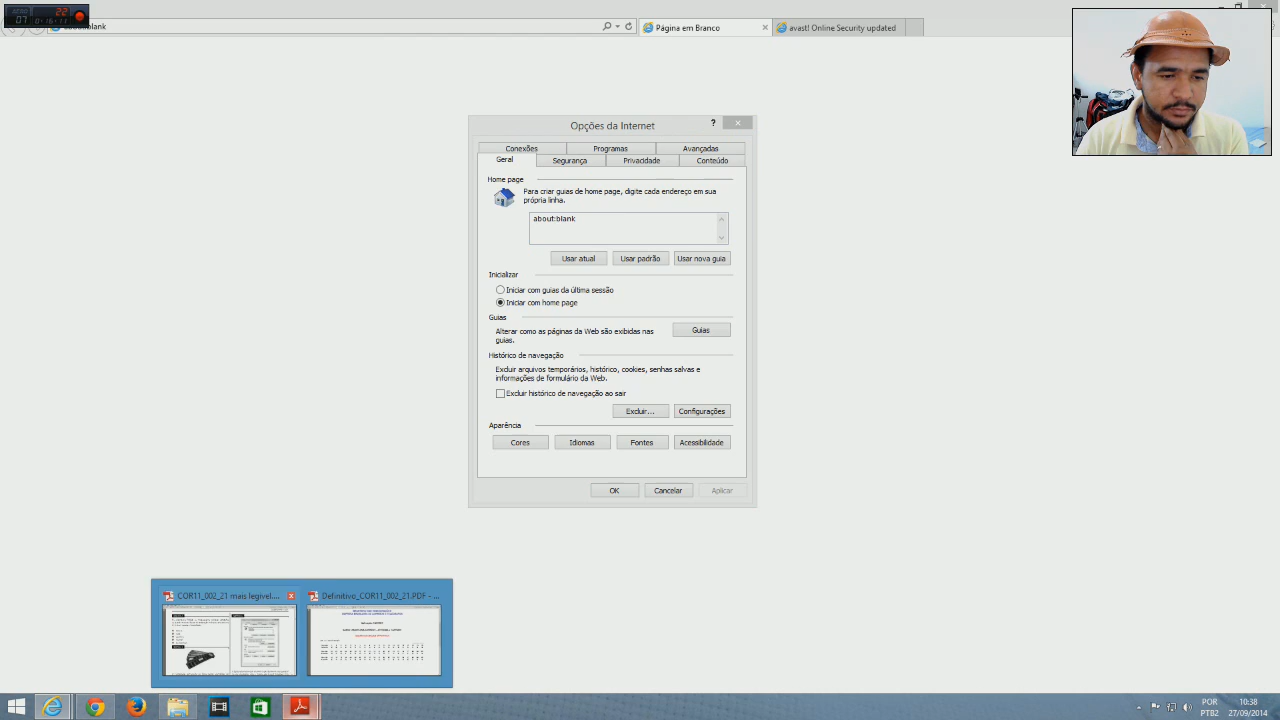 22
07 0:16:11
about:blank
Página em Branco
avast! Online Security updated
Opções da Internet
?
Conexões
Programas
Avançadas
Geral
Segurança
Privacidade
Conteúdo
Home page
Para criar guias de home page, digite cada endereço em sua
própria linha.
about:blank
Usar atual
Usar padrão
Usar nova guia
Inicializar
Iniciar com guias da última sessão
Iniciar com home page
Guias
Alterar como as páginas da Web são exibidas nas
guias.
Guias
Histórico de navegação
Excluir arquivos temporários, histórico, cookies, senhas salvas e
informações de formulário da Web.
Excluir histórico de navegação ao sair
Excluir...
Configurações
Aparência
Cores
Idiomas
Fontes
Acessibilidade
OK
Cancelar
Aplicar
COR11_002_21 mais legível....
Definitivo_COR11_002_21.PDF - ...
POR
PTB2
10:38
27/09/2014